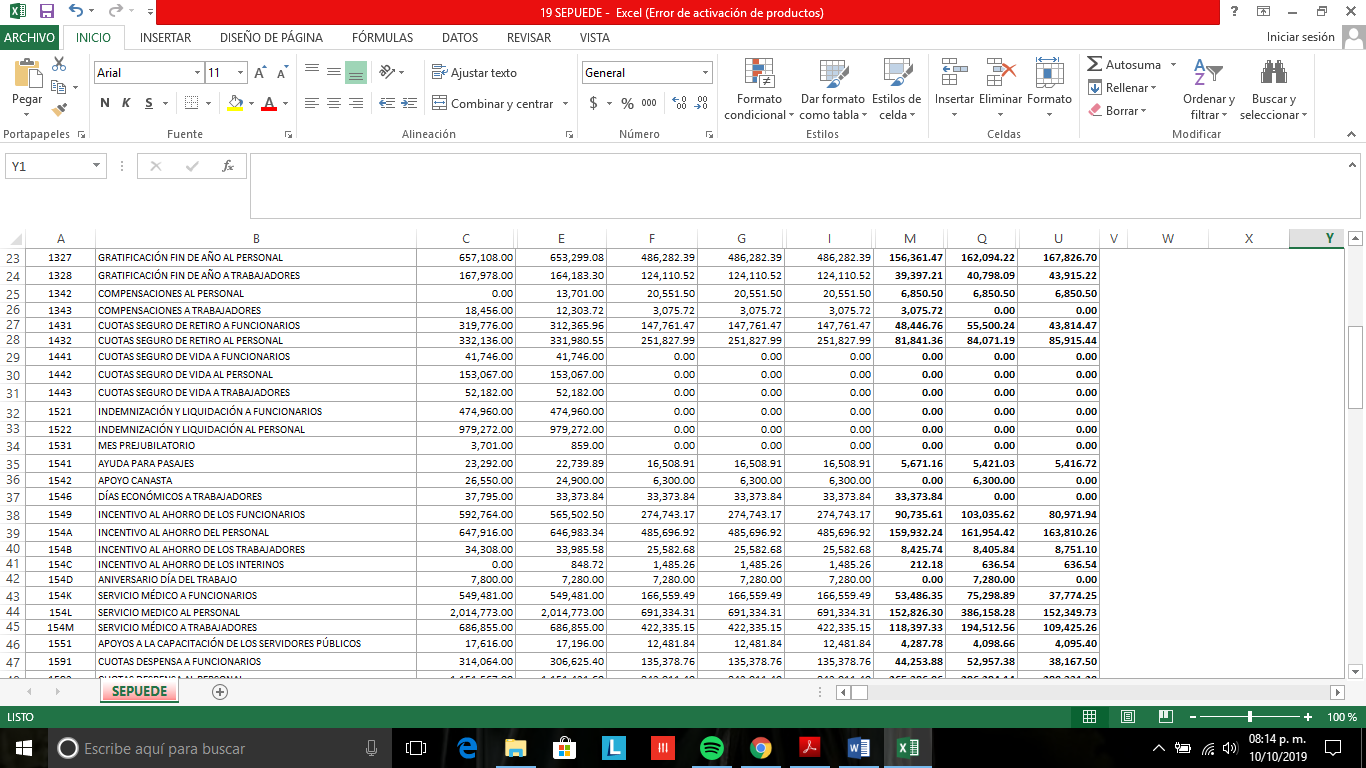 19 SEPUEDE - Excel (Error de activación de productos)
ARCHIVO INICIO INSERTAR DISEÑO DE PÁGINA FÓRMULAS DATOS REVISAR VISTA Iniciar sesión
Arial 11 Ajustar texto General Autosuma
Pegar Formato condicional Dar formato como tabla Estilos de celda Insertar Eliminar Formato Rellenar Ordenar y filtrar Buscar y seleccionar
N K S Combinar y centrar $ % 000 Borrar
Portapapeles Fuente Alineación Número Estilos Celdas Modificar
Y1 fx
A B C E F G I M Q U V W X Y
23 1327 GRATIFICACIÓN FIN DE AÑO AL PERSONAL 657,108.00 653,299.08 486,282.39 486,282.39 486,282.39 156,361.47 162,094.22 167,826.70
24 1328 GRATIFICACIÓN FIN DE AÑO A TRABAJADORES 167,978.00 164,183.30 124,110.52 124,110.52 124,110.52 39,397.21 40,798.09 43,915.22
25 1342 COMPENSACIONES AL PERSONAL 0.00 13,701.00 20,551.50 20,551.50 20,551.50 6,850.50 6,850.50 6,850.50
26 1343 COMPENSACIONES A TRABAJADORES 18,456.00 12,303.72 3,075.72 3,075.72 3,075.72 3,075.72 0.00 0.00
27 1431 CUOTAS SEGURO DE RETIRO A FUNCIONARIOS 319,776.00 312,365.96 147,761.47 147,761.47 147,761.47 48,446.76 55,500.24 43,814.47
28 1432 CUOTAS SEGURO DE RETIRO AL PERSONAL 332,136.00 331,980.55 251,827.99 251,827.99 251,827.99 81,841.36 84,071.19 85,915.44
29 1441 CUOTAS SEGURO DE VIDA A FUNCIONARIOS 41,746.00 41,746.00 0.00 0.00 0.00 0.00 0.00 0.00
30 1442 CUOTAS SEGURO DE VIDA AL PERSONAL 153,067.00 153,067.00 0.00 0.00 0.00 0.00 0.00 0.00
31 1443 CUOTAS SEGURO DE VIDA A TRABAJADORES 52,182.00 52,182.00 0.00 0.00 0.00 0.00 0.00 0.00
32 1521 INDEMNIZACIÓN Y LIQUIDACIÓN A FUNCIONARIOS 474,960.00 474,960.00 0.00 0.00 0.00 0.00 0.00 0.00
33 1522 INDEMNIZACIÓN Y LIQUIDACIÓN AL PERSONAL 979,272.00 979,272.00 0.00 0.00 0.00 0.00 0.00 0.00
34 1531 MES PREJUBILATORIO 3,701.00 859.00 0.00 0.00 0.00 0.00 0.00 0.00
35 1541 AYUDA PARA PASAJES 23,292.00 22,739.89 16,508.91 16,508.91 16,508.91 5,671.16 5,421.03 5,416.72
36 1542 APOYO CANASTA 26,550.00 24,900.00 6,300.00 6,300.00 6,300.00 0.00 6,300.00 0.00
37 1546 DÍAS ECONÓMICOS A TRABAJADORES 37,795.00 33,373.84 33,373.84 33,373.84 33,373.84 33,373.84 0.00 0.00
38 1549 INCENTIVO AL AHORRO DE LOS FUNCIONARIOS 592,764.00 565,502.50 274,743.17 274,743.17 274,743.17 90,735.61 103,035.62 80,971.94
39 154A INCENTIVO AL AHORRO DEL PERSONAL 647,916.00 646,983.34 485,696.92 485,696.92 485,696.92 159,932.24 161,954.42 163,810.26
40 154B INCENTIVO AL AHORRO DE LOS TRABAJADORES 34,308.00 33,985.58 25,582.68 25,582.68 25,582.68 8,425.74 8,405.84 8,751.10
41 154C INCENTIVO AL AHORRO DE LOS INTERINOS 0.00 848.72 1,485.26 1,485.26 1,485.26 212.18 636.54 636.54
42 154D ANIVERSARIO DÍA DEL TRABAJO 7,800.00 7,280.00 7,280.00 7,280.00 7,280.00 0.00 7,280.00 0.00
43 154K SERVICIO MÉDICO A FUNCIONARIOS 549,481.00 549,481.00 166,559.49 166,559.49 166,559.49 53,486.35 75,298.89 37,774.25
44 154L SERVICIO MEDICO AL PERSONAL 2,014,773.00 2,014,773.00 691,334.31 691,334.31 691,334.31 152,826.30 386,158.28 152,349.73
45 154M SERVICIO MÉDICO A TRABAJADORES 686,855.00 686,855.00 422,335.15 422,335.15 422,335.15 118,397.33 194,512.56 109,425.26
46 1551 APOYOS A LA CAPACITACIÓN DE LOS SERVIDORES PÚBLICOS 17,616.00 17,196.00 12,481.84 12,481.84 12,481.84 4,287.78 4,098.66 4,095.40
47 1591 CUOTAS DESPENSA A FUNCIONARIOS 314,064.00 306,625.40 135,378.76 135,378.76 135,378.76 44,253.88 52,957.38 38,167.50
SEPUEDE
LISTO 100 %
Escribe aquí para buscar
08:14 p. m.
10/10/2019